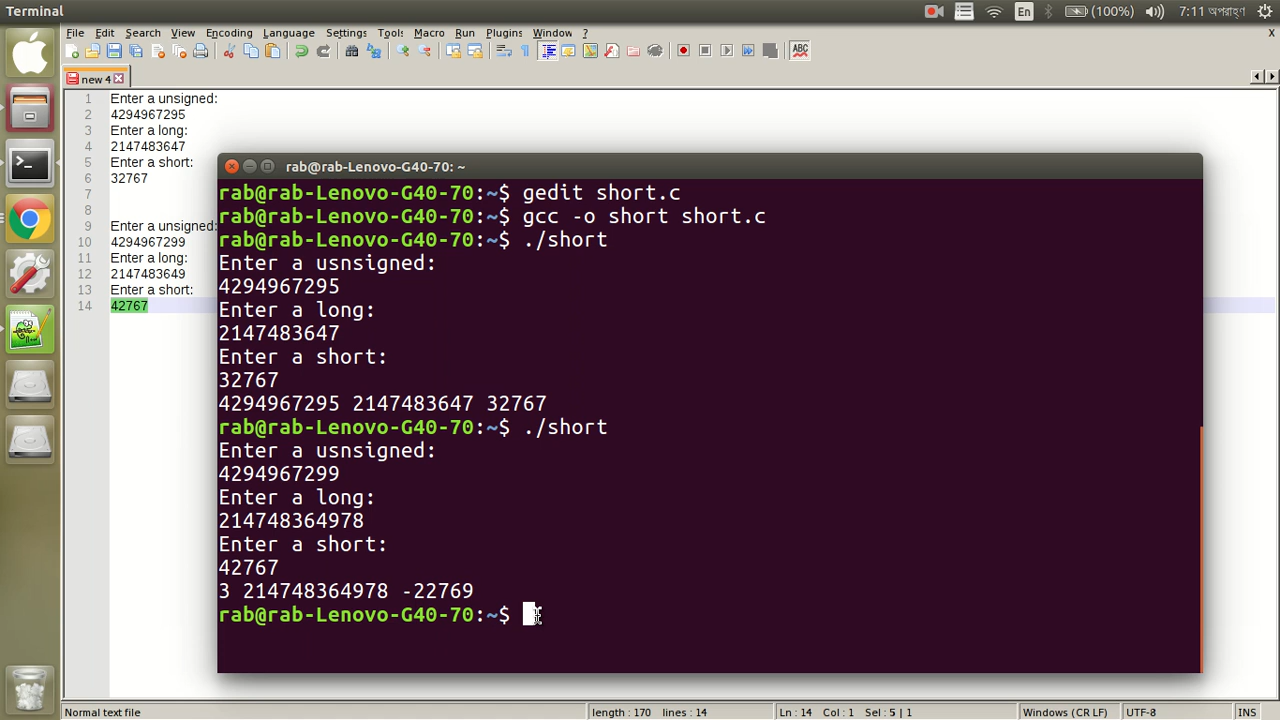 Terminal
En
(100%)
7:11 অপরাহ্ণ
File Edit Search View Encoding Language Settings Tools Macro Run Plugins Window ? X
ABC
new 4
1 Enter a unsigned:
2 4294967295
3 Enter a long:
4 2147483647
5 Enter a short:
6 32767
7
8
9 Enter a unsigned:
10 4294967299
11 Enter a long:
12 2147483649
13 Enter a short:
14 42767
rab@rab-Lenovo-G40-70: ~
rab@rab-Lenovo-G40-70:~$ gedit short.c
rab@rab-Lenovo-G40-70:~$ gcc -o short short.c
rab@rab-Lenovo-G40-70:~$ ./short
Enter a usnsigned:
4294967295
Enter a long:
2147483647
Enter a short:
32767
4294967295 2147483647 32767
rab@rab-Lenovo-G40-70:~$ ./short
Enter a usnsigned:
4294967299
Enter a long:
214748364978
Enter a short:
42767
3 214748364978 -22769
rab@rab-Lenovo-G40-70:~$
Normal text file length : 170 lines : 14 Ln : 14 Col : 1 Sel : 5 | 1 Windows (CR LF) UTF-8 INS